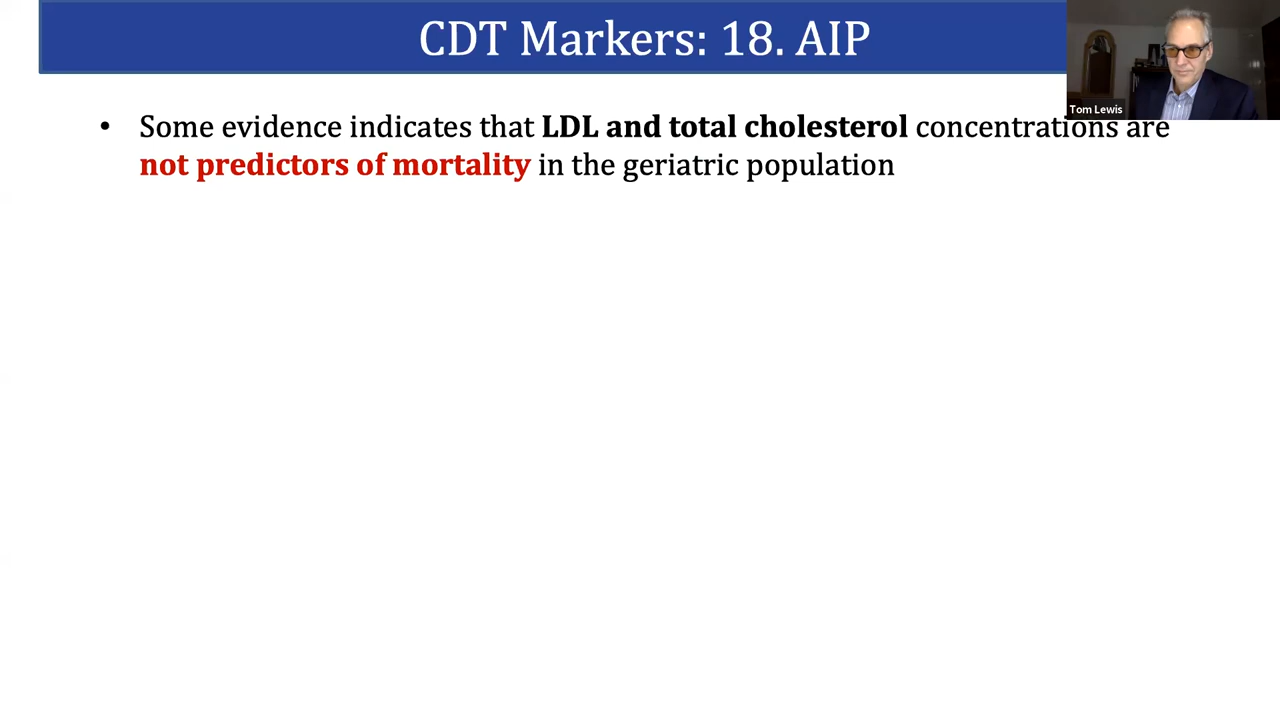 CDT Markers: 18. AIP
Tom Lewis
• Some evidence indicates that LDL and total cholesterol concentrations are
not predictors of mortality in the geriatric population